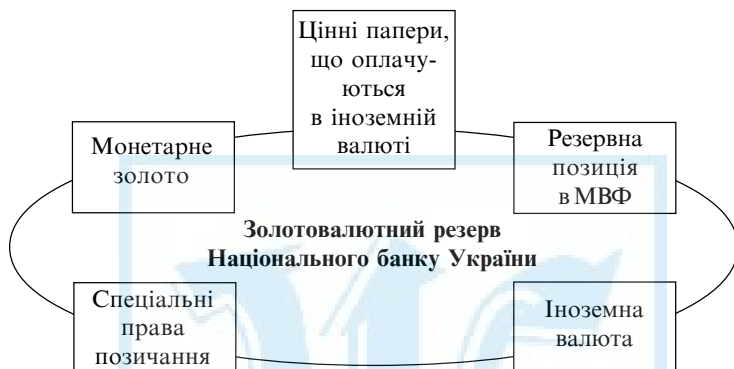 Цінні папери,
що оплачу-
ються
в іноземній
валюті
Монетарне
золото
Резервна
позиція
в МВФ
Золотовалютний резерв
Національного банку України
Спеціальні
права
позичання
Іноземна
валюта